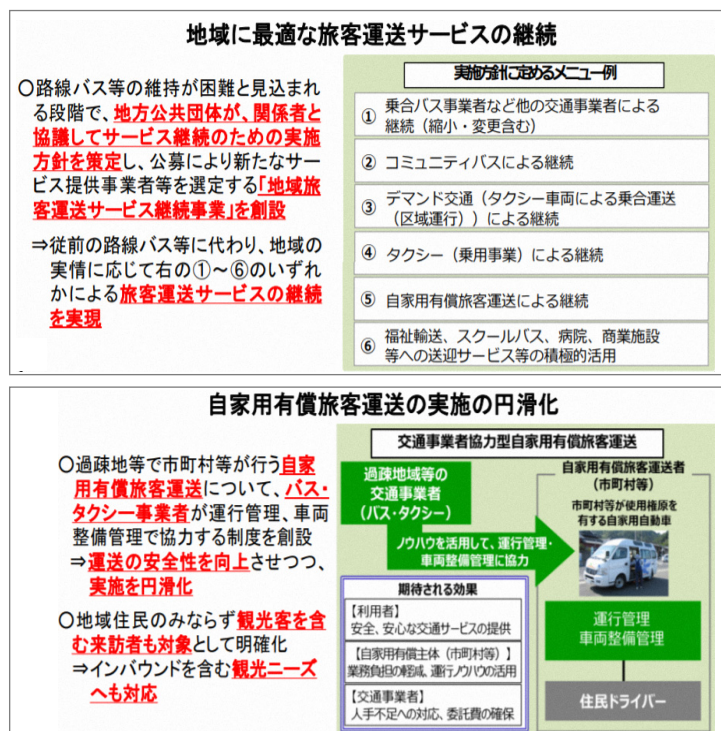 地域に最適な旅客運送サービスの継続
○路線バス等の維持が困難と見込まれ
る段階で、地方公共団体が、関係者と
協議してサービス継続のための実施
方針を策定し、公募により新たなサー
ビス提供事業者等を選定する「地域旅
客運送サービス継続事業」を創設
⇒従前の路線バス等に代わり、地域の
実情に応じて右の①～⑥のいずれ
かによる旅客運送サービスの継続
を実現
実施方針に定めるメニュー例
① 乗合バス事業者など他の交通事業者による
継続（縮小・変更含む）
② コミュニティバスによる継続
③ デマンド交通（タクシー車両による乗合運送
（区域運行））による継続
④ タクシー（乗用事業）による継続
⑤ 自家用有償旅客運送による継続
⑥ 福祉輸送、スクールバス、病院、商業施設
等への送迎サービス等の積極的活用
自家用有償旅客運送の実施の円滑化
○過疎地等で市町村等が行う自家
用有償旅客運送について、バス・
タクシー事業者が運行管理、車両
整備管理で協力する制度を創設
⇒運送の安全性を向上させつつ、
実施を円滑化
○地域住民のみならず観光客を含
む来訪者も対象として明確化
⇒インバウンドを含む観光ニーズ
へも対応
交通事業者協力型自家用有償旅客運送
過疎地域等の
交通事業者
（バス・タクシー）
ノウハウを活用して、運行管理・
車両整備管理に協力
自家用有償旅客運送者
（市町村等）
市町村等が使用権原を
有する自家用自動車
運行管理
車両整備管理
住民ドライバー
期待される効果
【利用者】
安全、安心な交通サービスの提供
【自家用有償主体（市町村等）】
業務負担の軽減、運行ノウハウの活用
【交通事業者】
人手不足への対応、委託費の確保